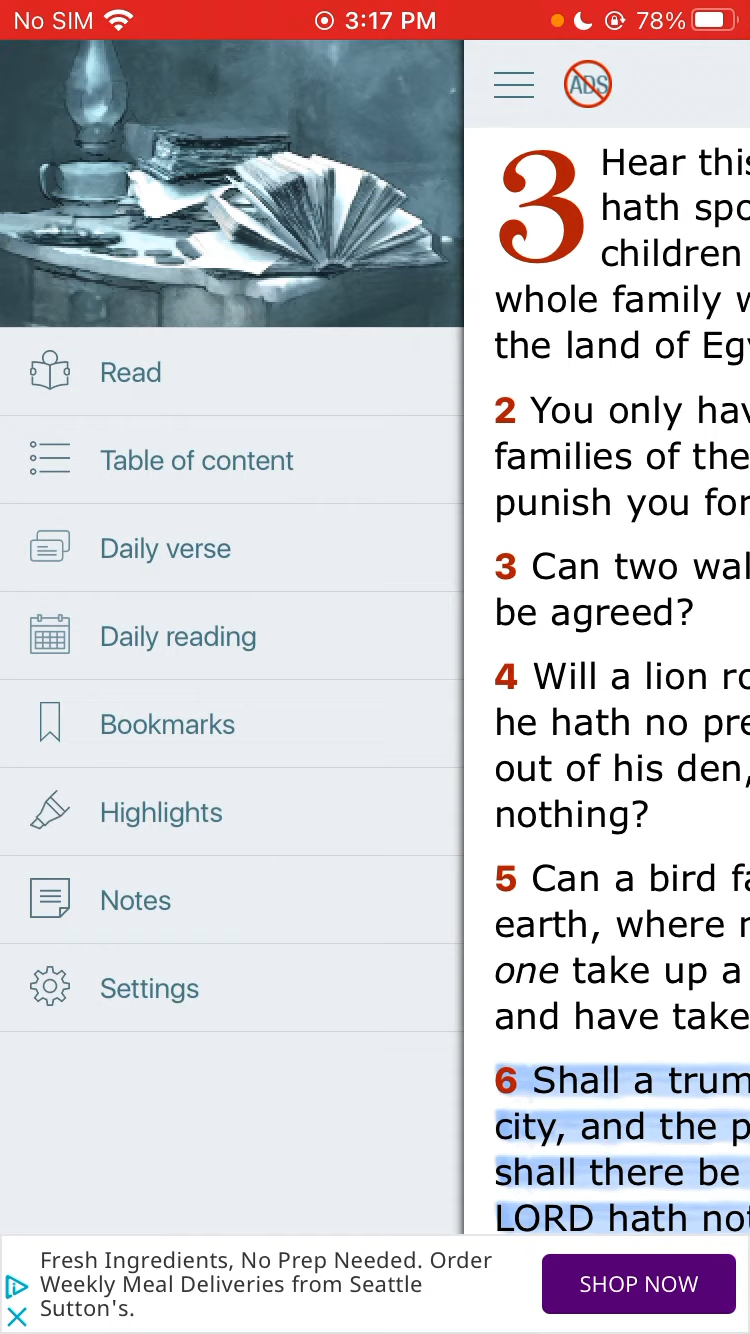 No SIM 3:17 PM 78%
ADS
Read
Table of content
Daily verse
Daily reading
Bookmarks
Highlights
Notes
Settings
3 Hear this
hath spo
children
whole family w
the land of Egy
2 You only hav
families of the
punish you for
3 Can two wal
be agreed?
4 Will a lion ro
he hath no pre
out of his den,
nothing?
5 Can a bird fa
earth, where n
one take up a
and have take
6 Shall a trum
city, and the p
shall there be
LORD hath not
Fresh Ingredients, No Prep Needed. Order
Weekly Meal Deliveries from Seattle
Sutton's.
SHOP NOW